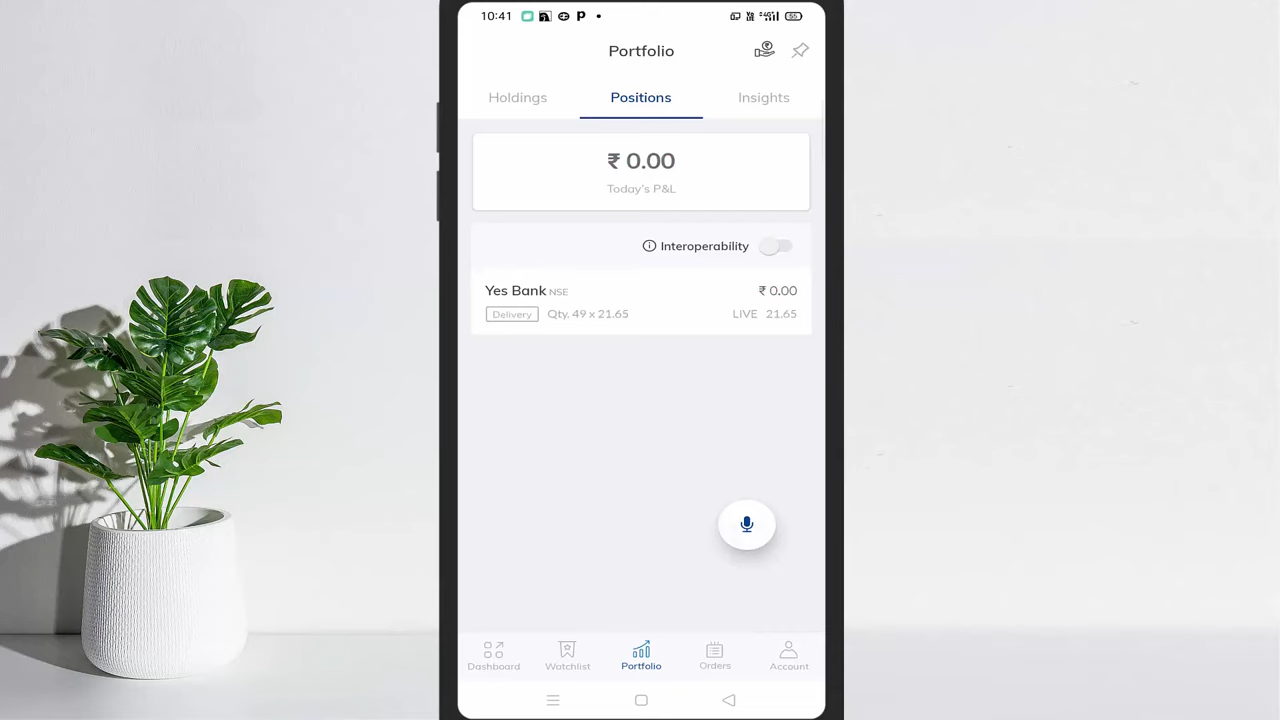 10:41
Portfolio
Holdings Positions Insights
₹ 0.00
Today's P&L
Interoperability
Yes Bank NSE ₹ 0.00
Delivery Qty. 49 x 21.65 LIVE 21.65
Dashboard Watchlist Portfolio Orders Account